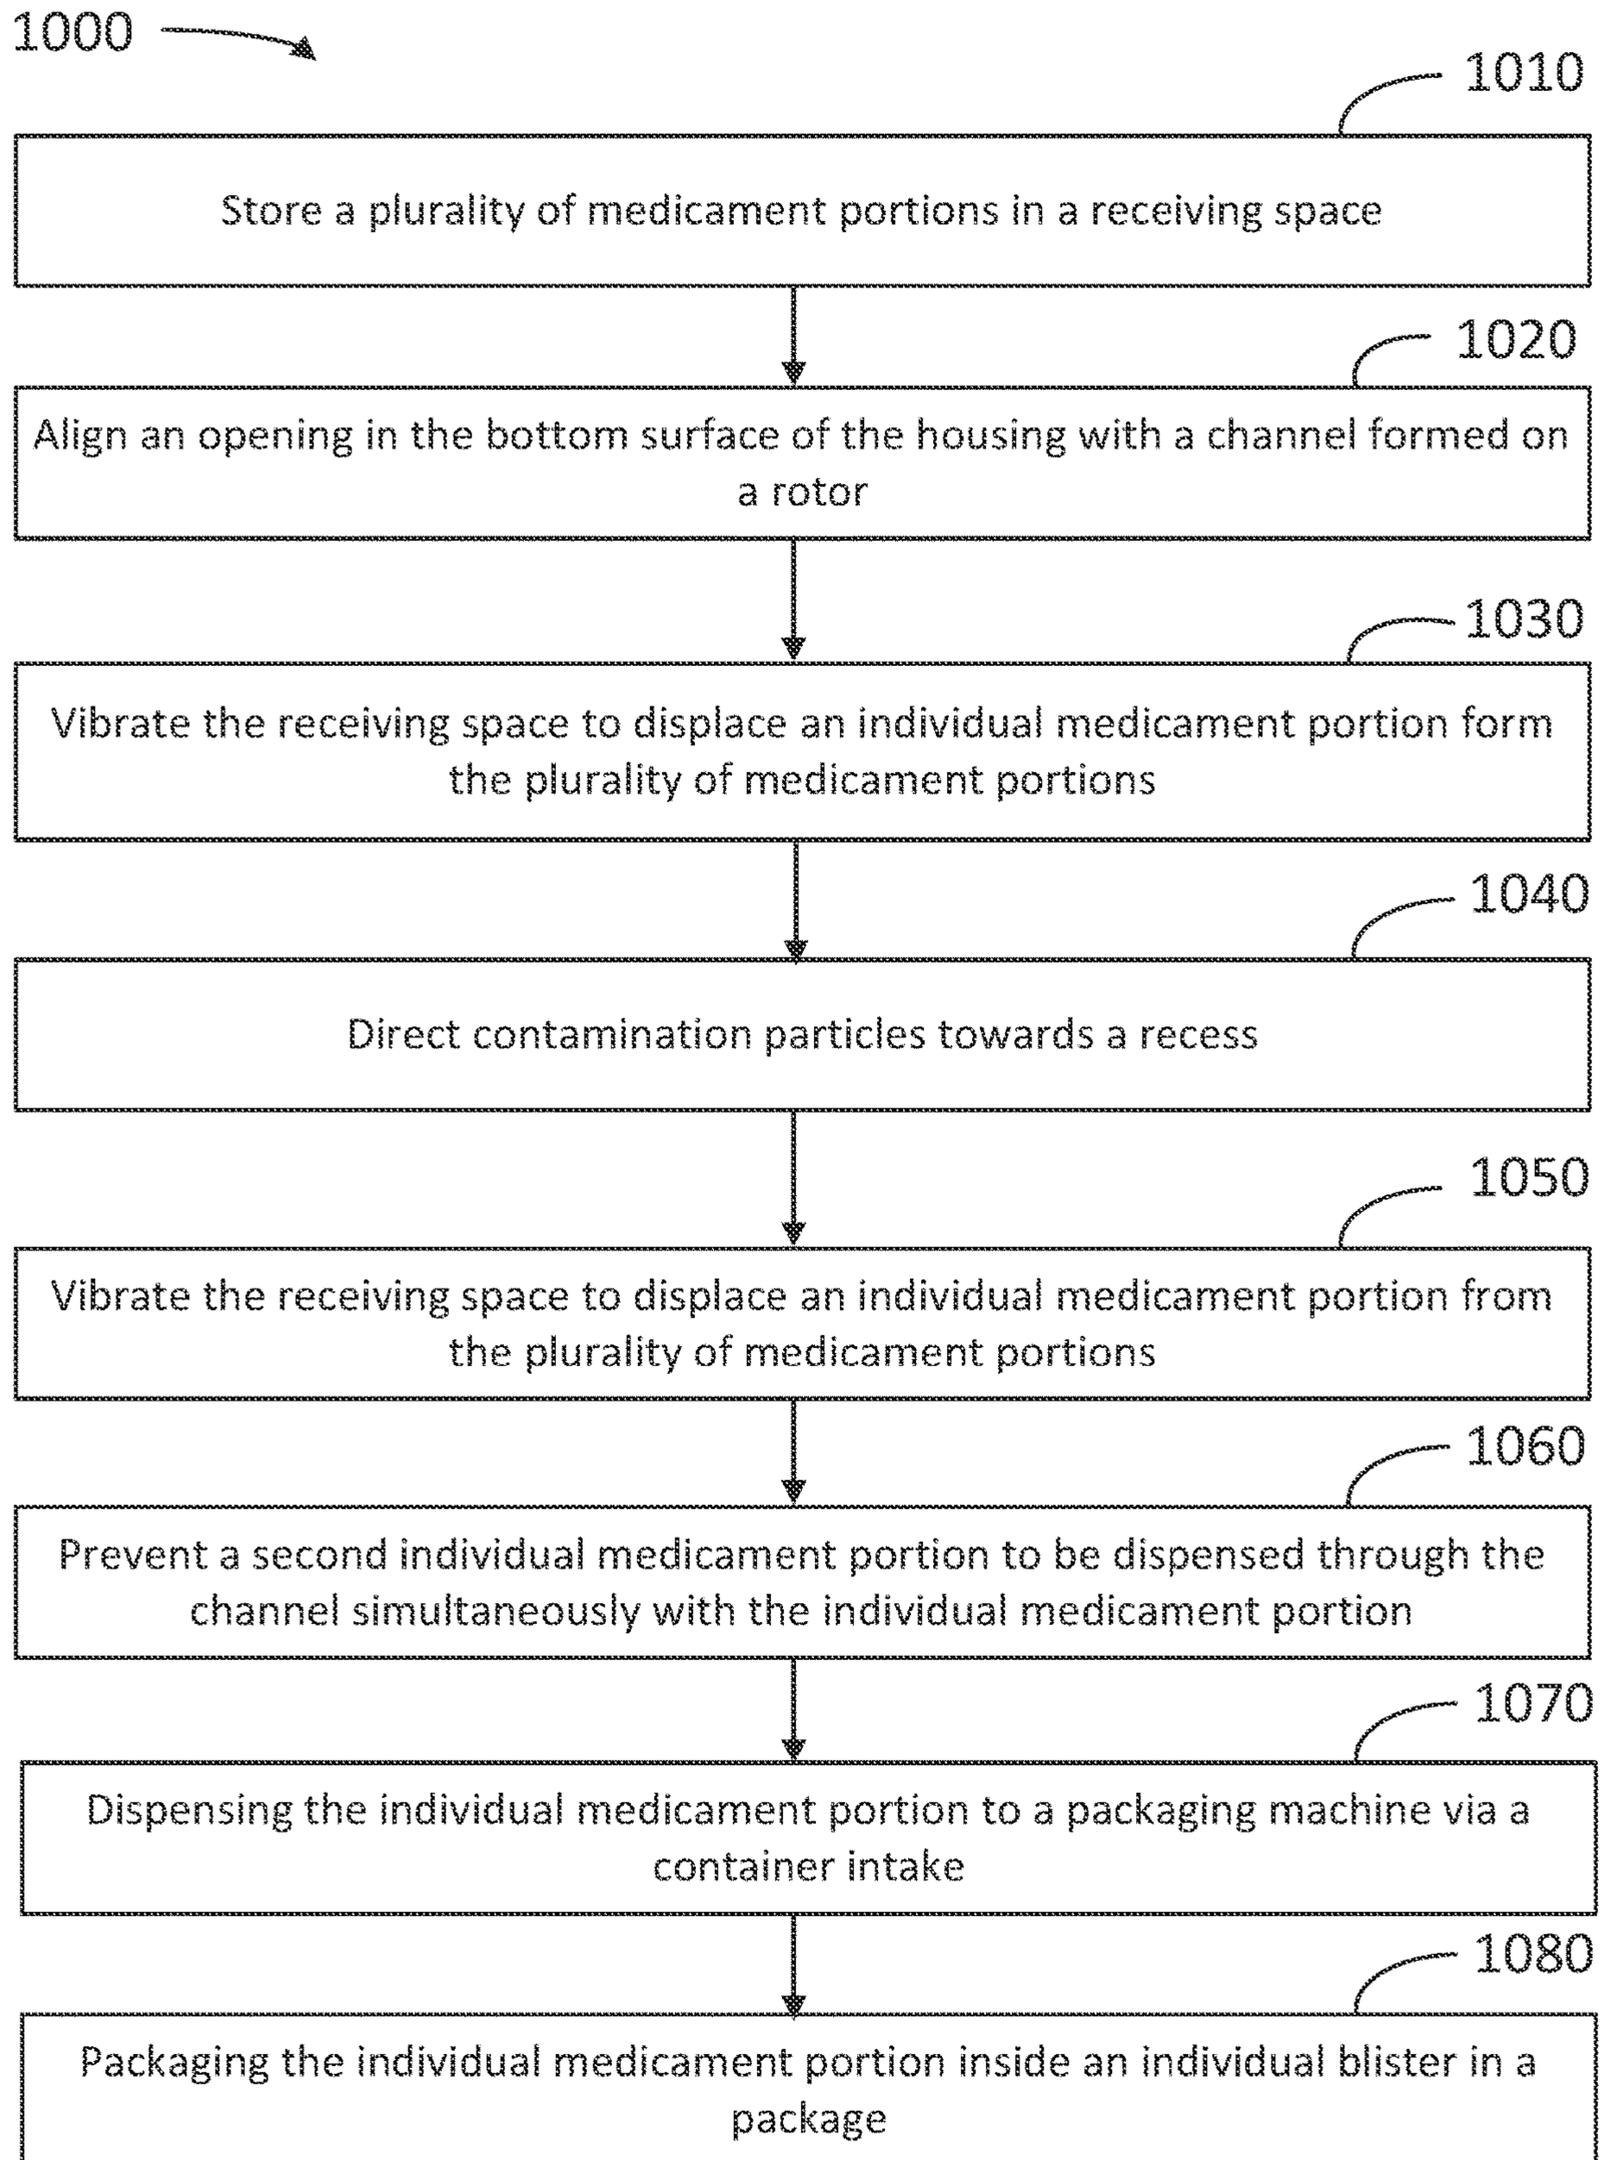 1000
1010
Store a plurality of medicament portions in a receiving space
1020
Align an opening in the bottom surface of the housing with a channel formed on
a rotor
1030
Vibrate the receiving space to displace an individual medicament portion form
the plurality of medicament portions
1040
Direct contamination particles towards a recess
1050
Vibrate the receiving space to displace an individual medicament portion from
the plurality of medicament portions
1060
Prevent a second individual medicament portion to be dispensed through the
channel simultaneously with the individual medicament portion
1070
Dispensing the individual medicament portion to a packaging machine via a
container intake
1080
Packaging the individual medicament portion inside an individual blister in a
package